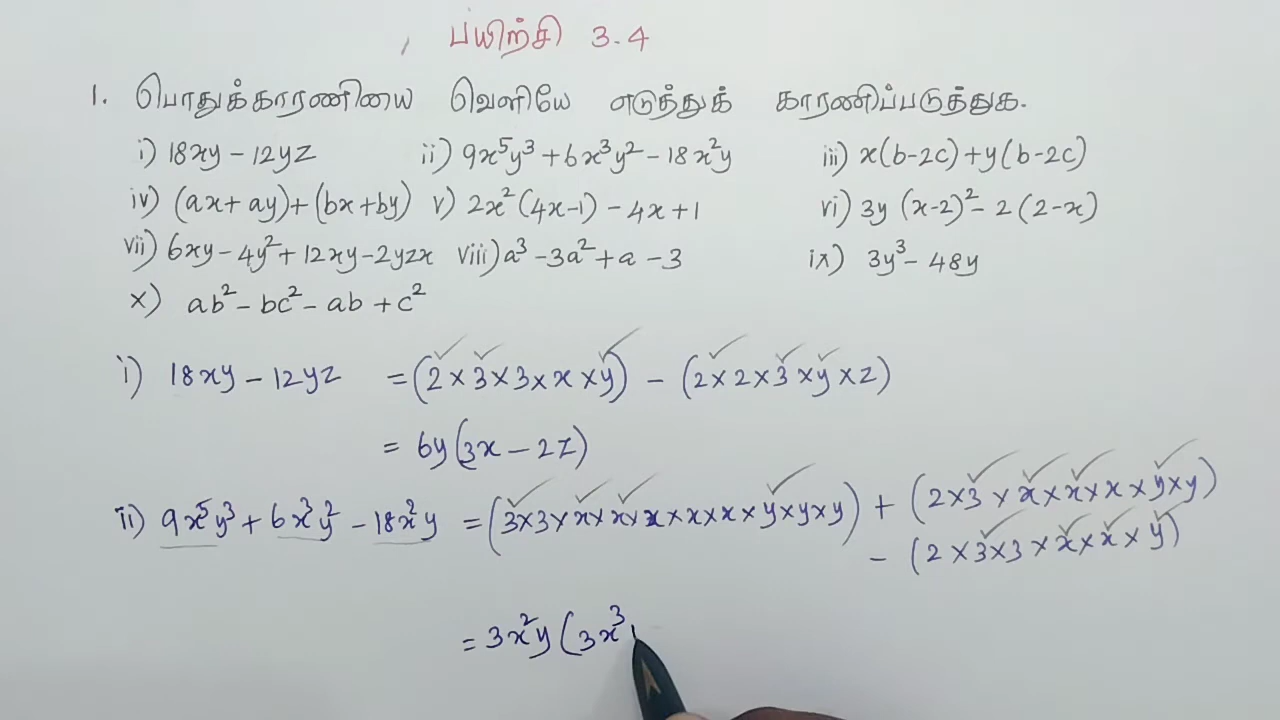 பயிற்சி 3.4
1. பொதுக்காரணியை வெளியே எடுத்துக் காரணிப்படுத்துக.
i) 18xy - 12yz ii) 9x⁵y³ + 6x³y² - 18x²y iii) x(b-2c) + y(b-2c)
iv) (ax + ay) + (bx + by) v) 2x²(4x-1) - 4x + 1 vi) 3y (x-2)² - 2(2-x)
vii) 6xy - 4y² + 12xy - 2yzx viii) a³ - 3a² + a - 3 ix) 3y³ - 48y
x) ab² - bc² - ab + c²
i) 18xy - 12yz = (2 × 3 × 3 × x × y) - (2 × 2 × 3 × y × z)
= 6y (3x - 2z)
ii) 9x⁵y³ + 6x³y² - 18x²y = (3 × 3 × x × x × x × x × x × y × y × y) + (2 × 3 × x × x × x × y × y)
- (2 × 3 × 3 × x × x × y)
= 3x²y (3x³